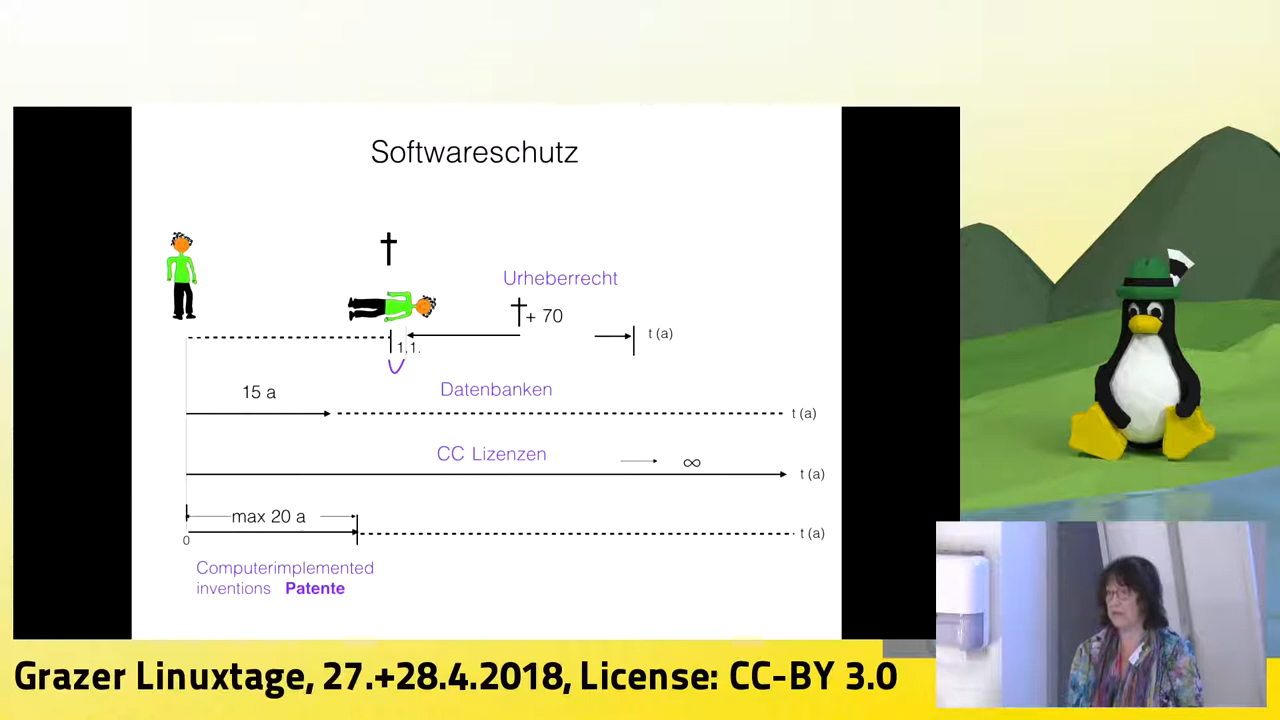 Softwareschutz
Urheberrecht
+ 70
t (a)
1.1.
15 a
Datenbanken
t (a)
CC Lizenzen
∞
t (a)
max 20 a
t (a)
0
Computerimplemented
inventions Patente
Grazer Linuxtage, 27.+28.4.2018, License: CC-BY 3.0